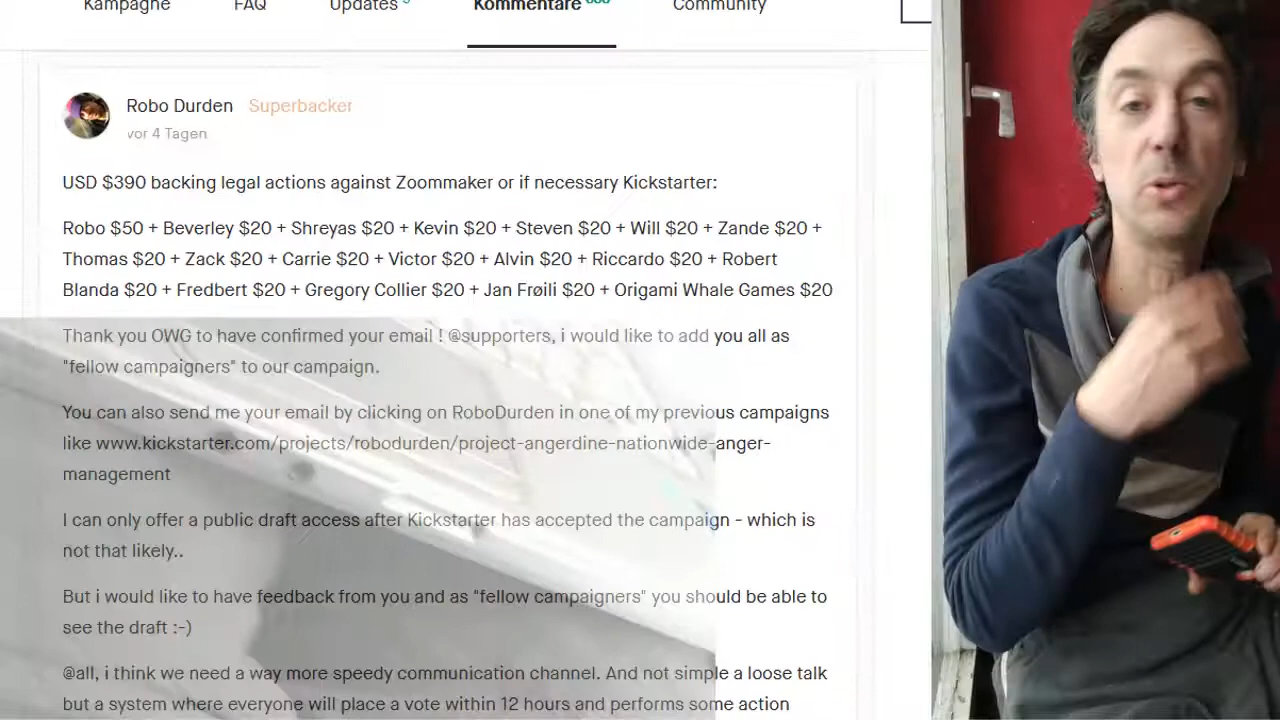 Kampagne FAQ Updates Kommentare Community
Robo Durden Superbacker
vor 4 Tagen
USD $390 backing legal actions against Zoommaker or if necessary Kickstarter:
Robo $50 + Beverley $20 + Shreyas $20 + Kevin $20 + Steven $20 + Will $20 + Zande $20 +
Thomas $20 + Zack $20 + Carrie $20 + Victor $20 + Alvin $20 + Riccardo $20 + Robert
Blanda $20 + Fredbert $20 + Gregory Collier $20 + Jan Frøili $20 + Origami Whale Games $20
Thank you OWG to have confirmed your email ! @supporters, i would like to add you all as
"fellow campaigners" to our campaign.
You can also send me your email by clicking on RoboDurden in one of my previous campaigns
like www.kickstarter.com/projects/robodurden/project-angerdine-nationwide-anger-
management
I can only offer a public draft access after Kickstarter has accepted the campaign - which is
not that likely..
But i would like to have feedback from you and as "fellow campaigners" you should be able to
see the draft :-)
@all, i think we need a way more speedy communication channel. And not simple a loose talk
but a system where everyone will place a vote within 12 hours and performs some action